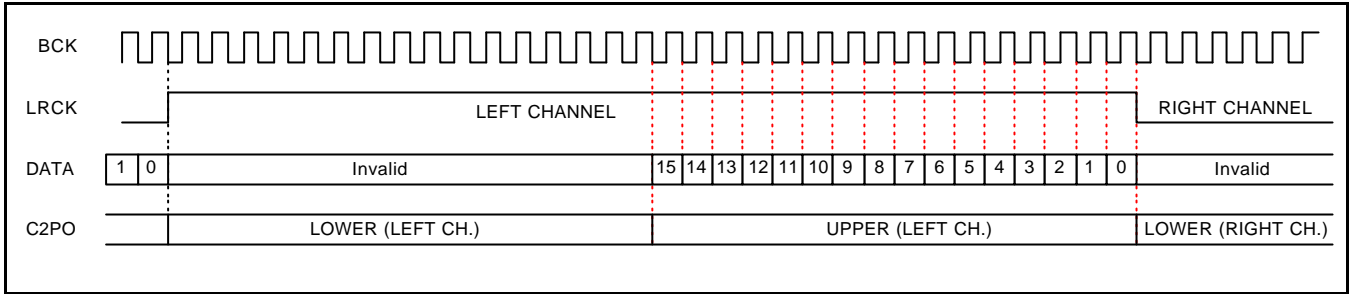 BCK
LRCK LEFT CHANNEL RIGHT CHANNEL
DATA 1 0 Invalid 15 14 13 12 11 10 9 8 7 6 5 4 3 2 1 0 Invalid
C2PO LOWER (LEFT CH.) UPPER (LEFT CH.) LOWER (RIGHT CH.)